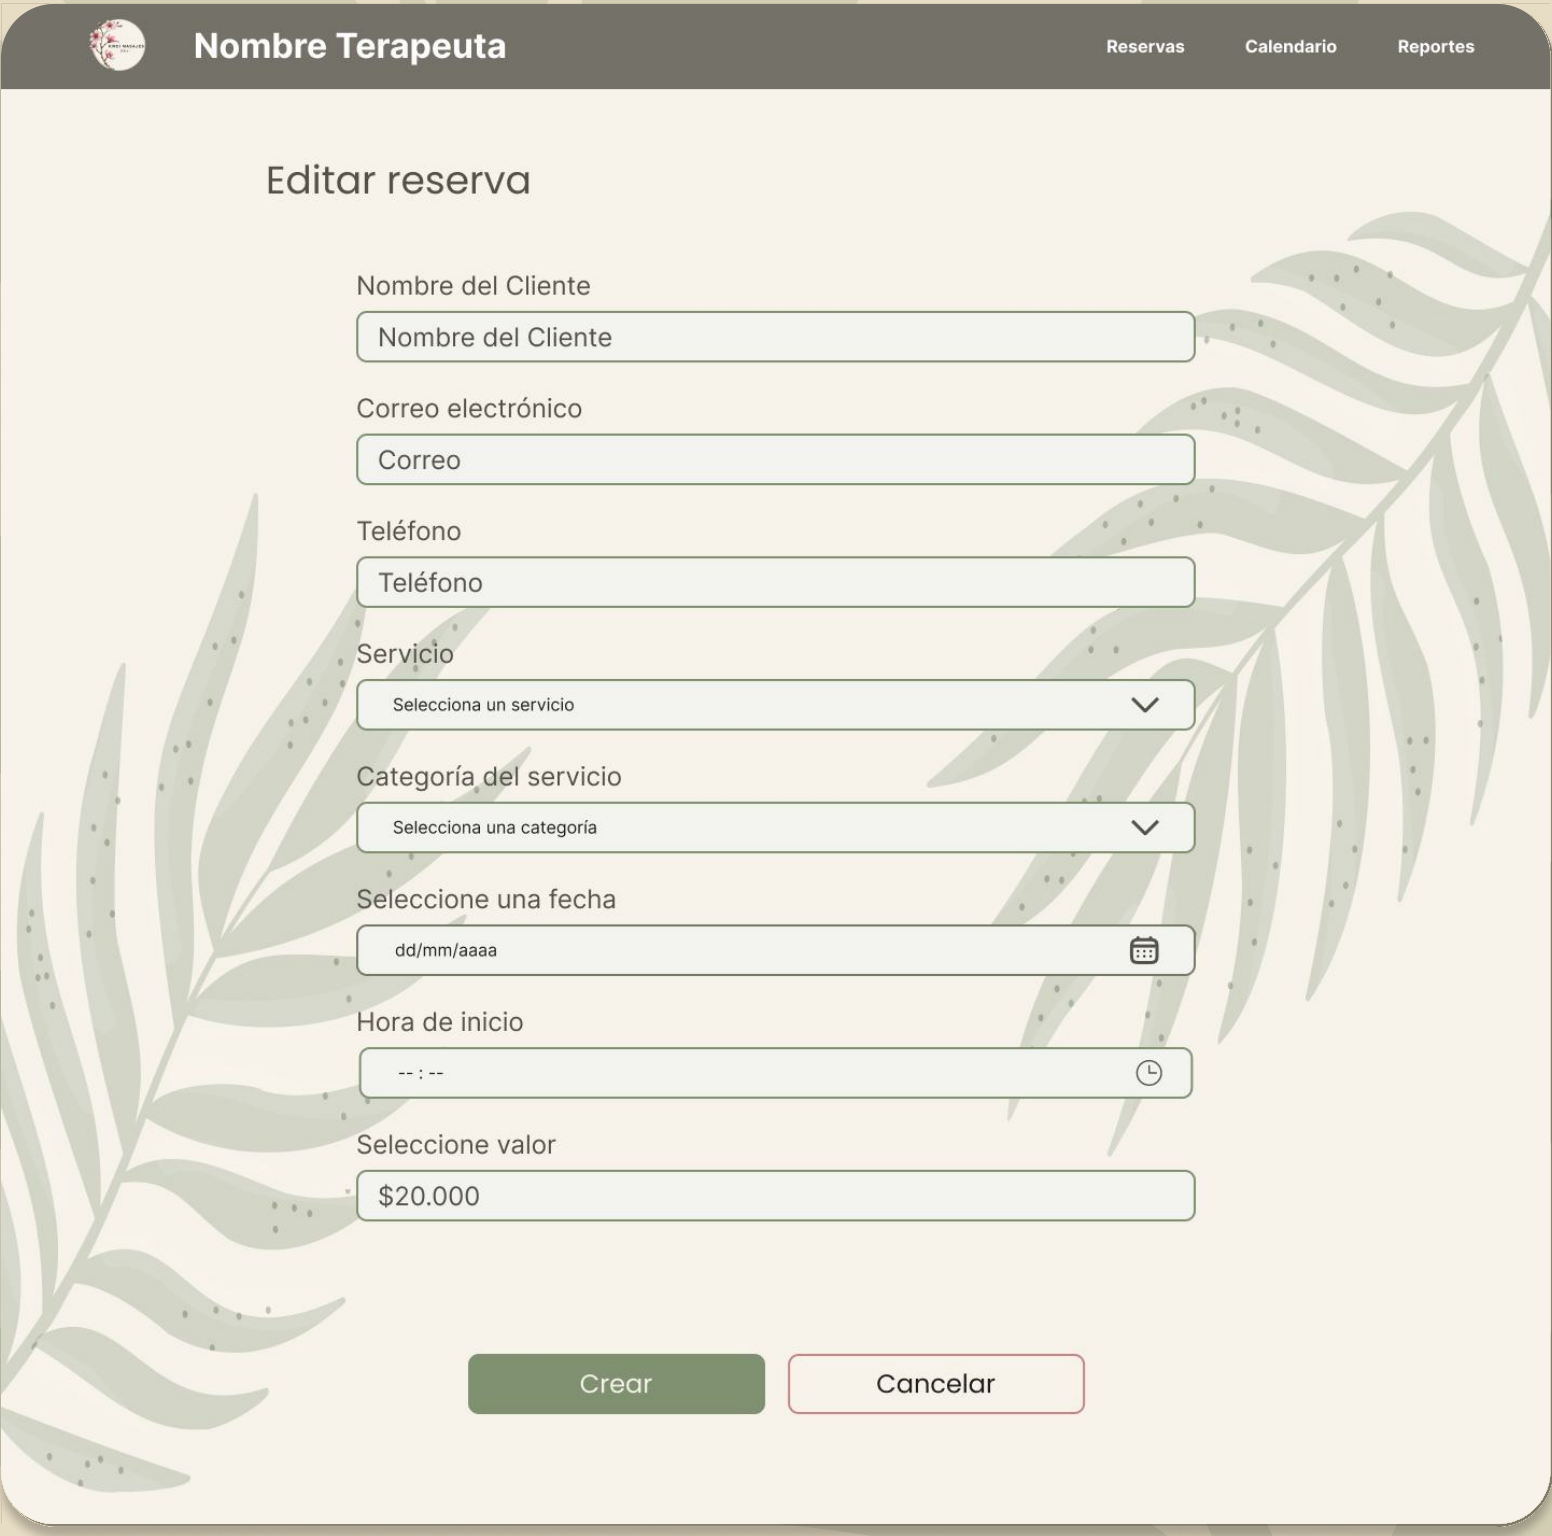 Nombre Terapeuta
Reservas
Calendario
Reportes
Editar reserva
Nombre del Cliente
Nombre del Cliente
Correo electrónico
Correo
Teléfono
Teléfono
Servicio
Selecciona un servicio
Categoría del servicio
Selecciona una categoría
Seleccione una fecha
dd/mm/aaaa
Hora de inicio
-- : --
Seleccione valor
$20.000
Crear
Cancelar